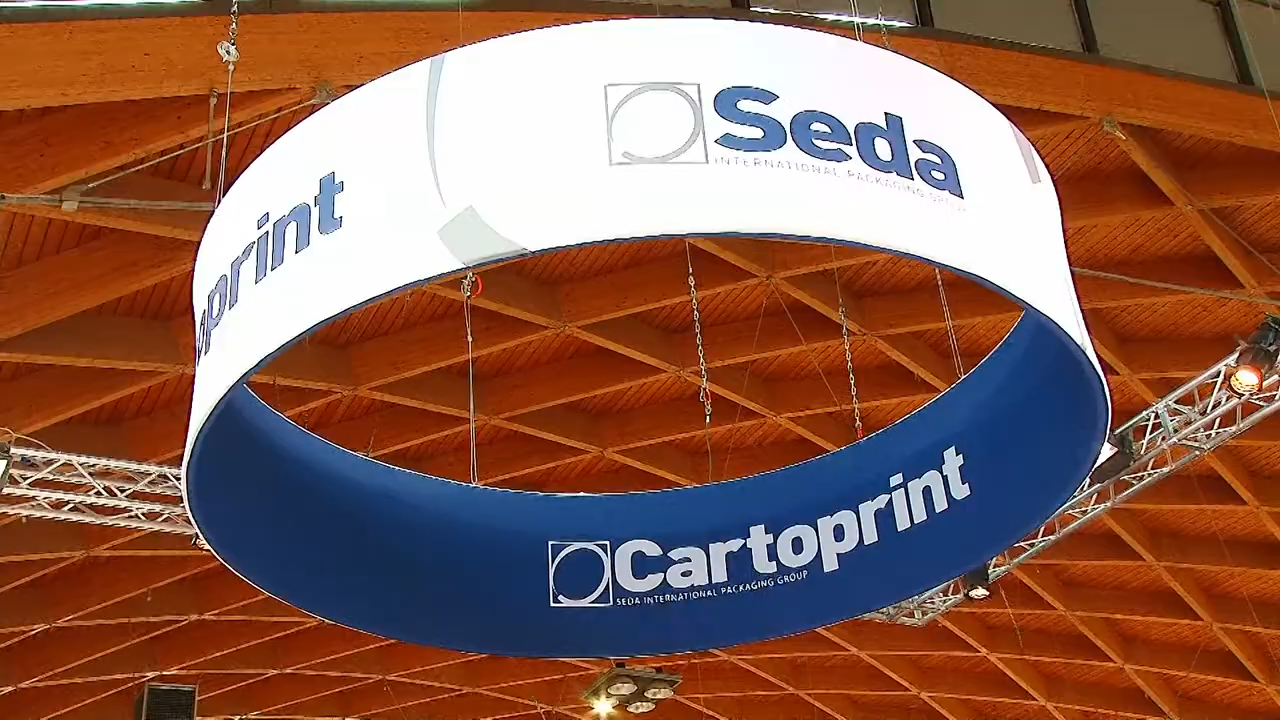 Seda
INTERNATIONAL PACKAGING GROUP
print
Cartoprint
SEDA INTERNATIONAL PACKAGING GROUP